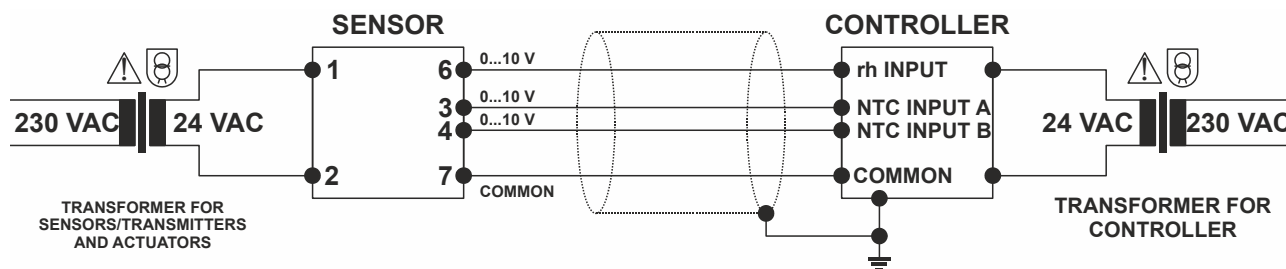 SENSOR
CONTROLLER
1
6
0...10 V
rh INPUT
230 VAC
24 VAC
3
0...10 V
NTC INPUT A
4
0...10 V
NTC INPUT B
24 VAC
230 VAC
2
7
COMMON
COMMON
TRANSFORMER FOR
SENSORS/TRANSMITTERS
AND ACTUATORS
TRANSFORMER FOR
CONTROLLER